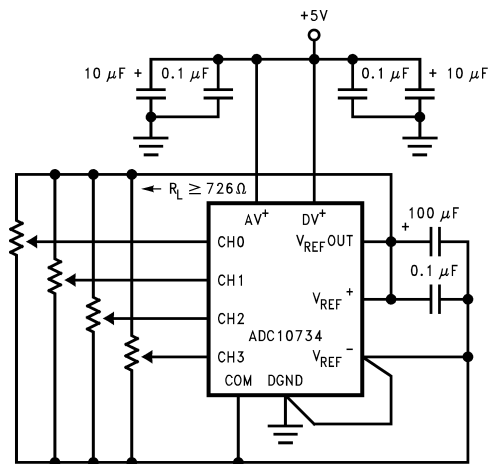 +5V
10 µF + 0.1 µF 0.1 µF + 10 µF
R_L ≥ 726Ω
AV⁺ DV⁺
+ 100 µF
CH0 V_REF OUT
0.1 µF
CH1
V_REF⁺
CH2
ADC10734
CH3 V_REF⁻
COM DGND